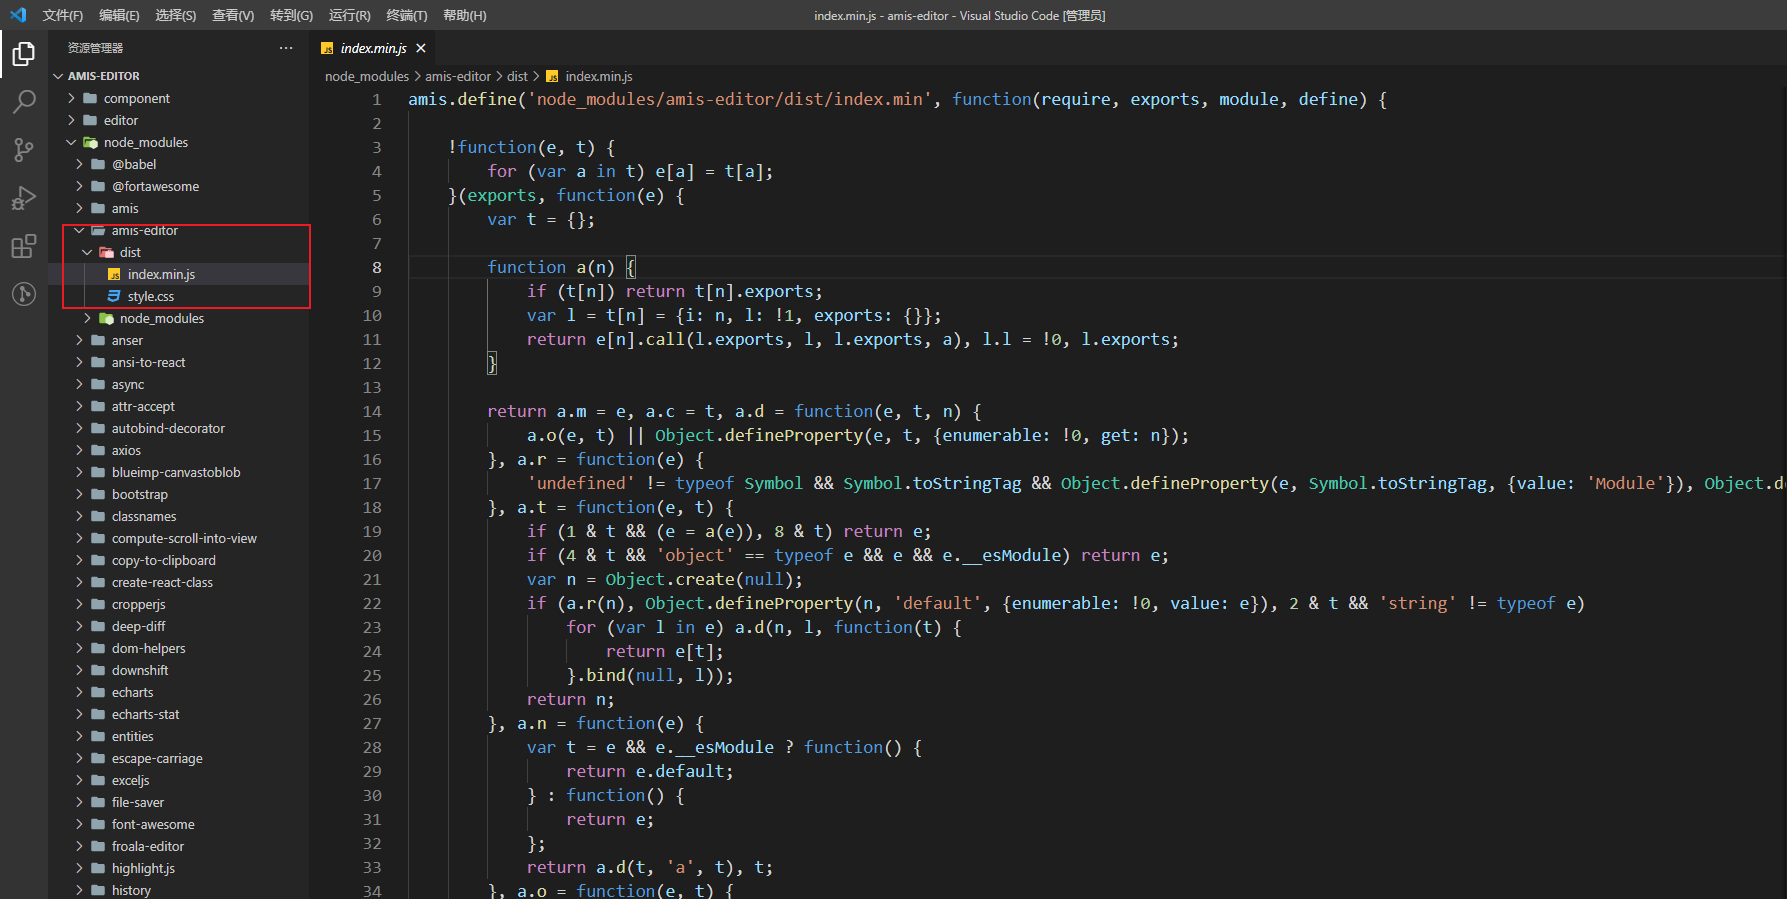 文件(F) 编辑(E) 选择(S) 查看(V) 转到(G) 运行(R) 终端(T) 帮助(H)
index.min.js - amis-editor - Visual Studio Code [管理员]
资源管理器 ···
AMIS-EDITOR
component
editor
node_modules
@babel
@fortawesome
amis
amis-editor
dist
index.min.js
style.css
node_modules
anser
ansi-to-react
async
attr-accept
autobind-decorator
axios
blueimp-canvastoblob
bootstrap
classnames
compute-scroll-into-view
copy-to-clipboard
create-react-class
cropperjs
deep-diff
dom-helpers
downshift
echarts
echarts-stat
entities
escape-carriage
exceljs
file-saver
font-awesome
froala-editor
highlight.js
history
JS index.min.js
node_modules > amis-editor > dist > JS index.min.js
1 amis.define('node_modules/amis-editor/dist/index.min', function(require, exports, module, define) {
2
3 !function(e, t) {
4 for (var a in t) e[a] = t[a];
5 }(exports, function(e) {
6 var t = {};
7
8 function a(n) {
9 if (t[n]) return t[n].exports;
10 var l = t[n] = {i: n, l: !1, exports: {}};
11 return e[n].call(l.exports, l, l.exports, a), l.l = !0, l.exports;
12 }
13
14 return a.m = e, a.c = t, a.d = function(e, t, n) {
15 a.o(e, t) || Object.defineProperty(e, t, {enumerable: !0, get: n});
16 }, a.r = function(e) {
17 'undefined' != typeof Symbol && Symbol.toStringTag && Object.defineProperty(e, Symbol.toStringTag, {value: 'Module'}), Object.de
18 }, a.t = function(e, t) {
19 if (1 & t && (e = a(e)), 8 & t) return e;
20 if (4 & t && 'object' == typeof e && e && e.__esModule) return e;
21 var n = Object.create(null);
22 if (a.r(n), Object.defineProperty(n, 'default', {enumerable: !0, value: e}), 2 & t && 'string' != typeof e)
23 for (var l in e) a.d(n, l, function(t) {
24 return e[t];
25 }.bind(null, l));
26 return n;
27 }, a.n = function(e) {
28 var t = e && e.__esModule ? function() {
29 return e.default;
30 } : function() {
31 return e;
32 };
33 return a.d(t, 'a', t), t;
34 }, a.o = function(e, t) {